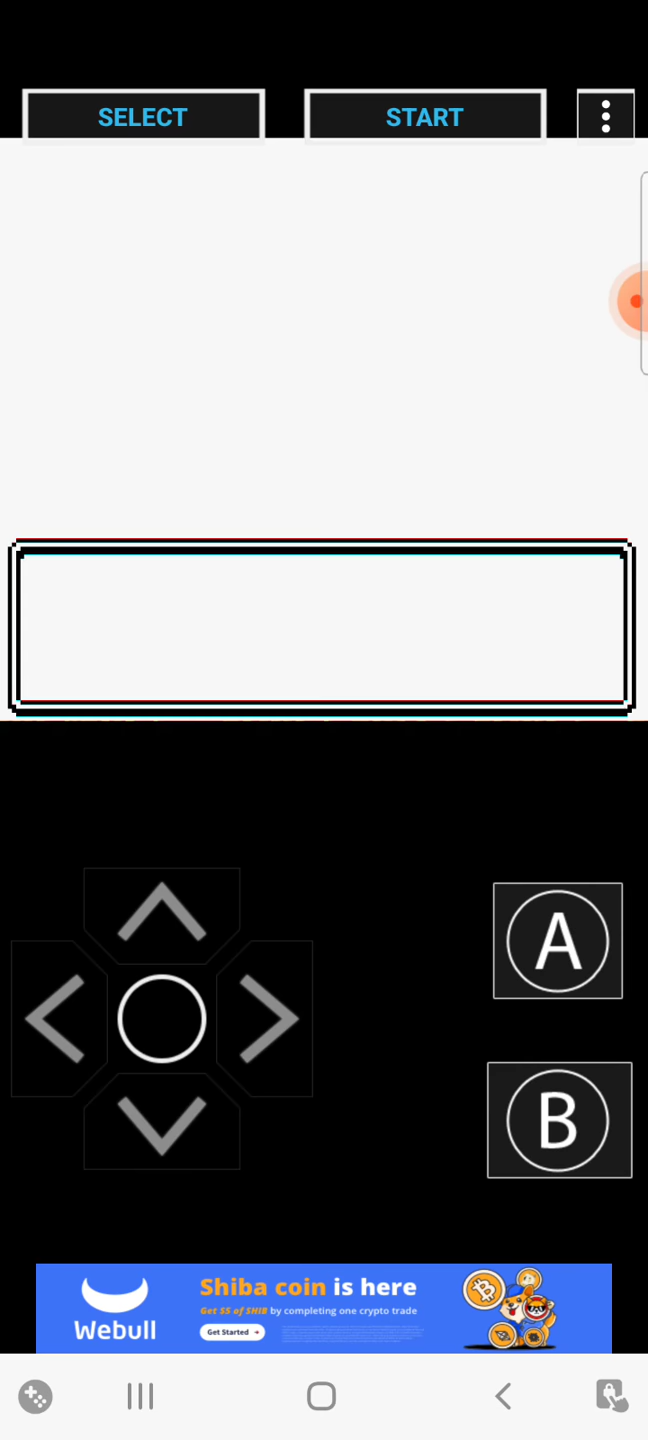 SELECT
START
A
B
Webull
Shiba coin is here
Get $5 of SHIB by completing one crypto trade
Get Started